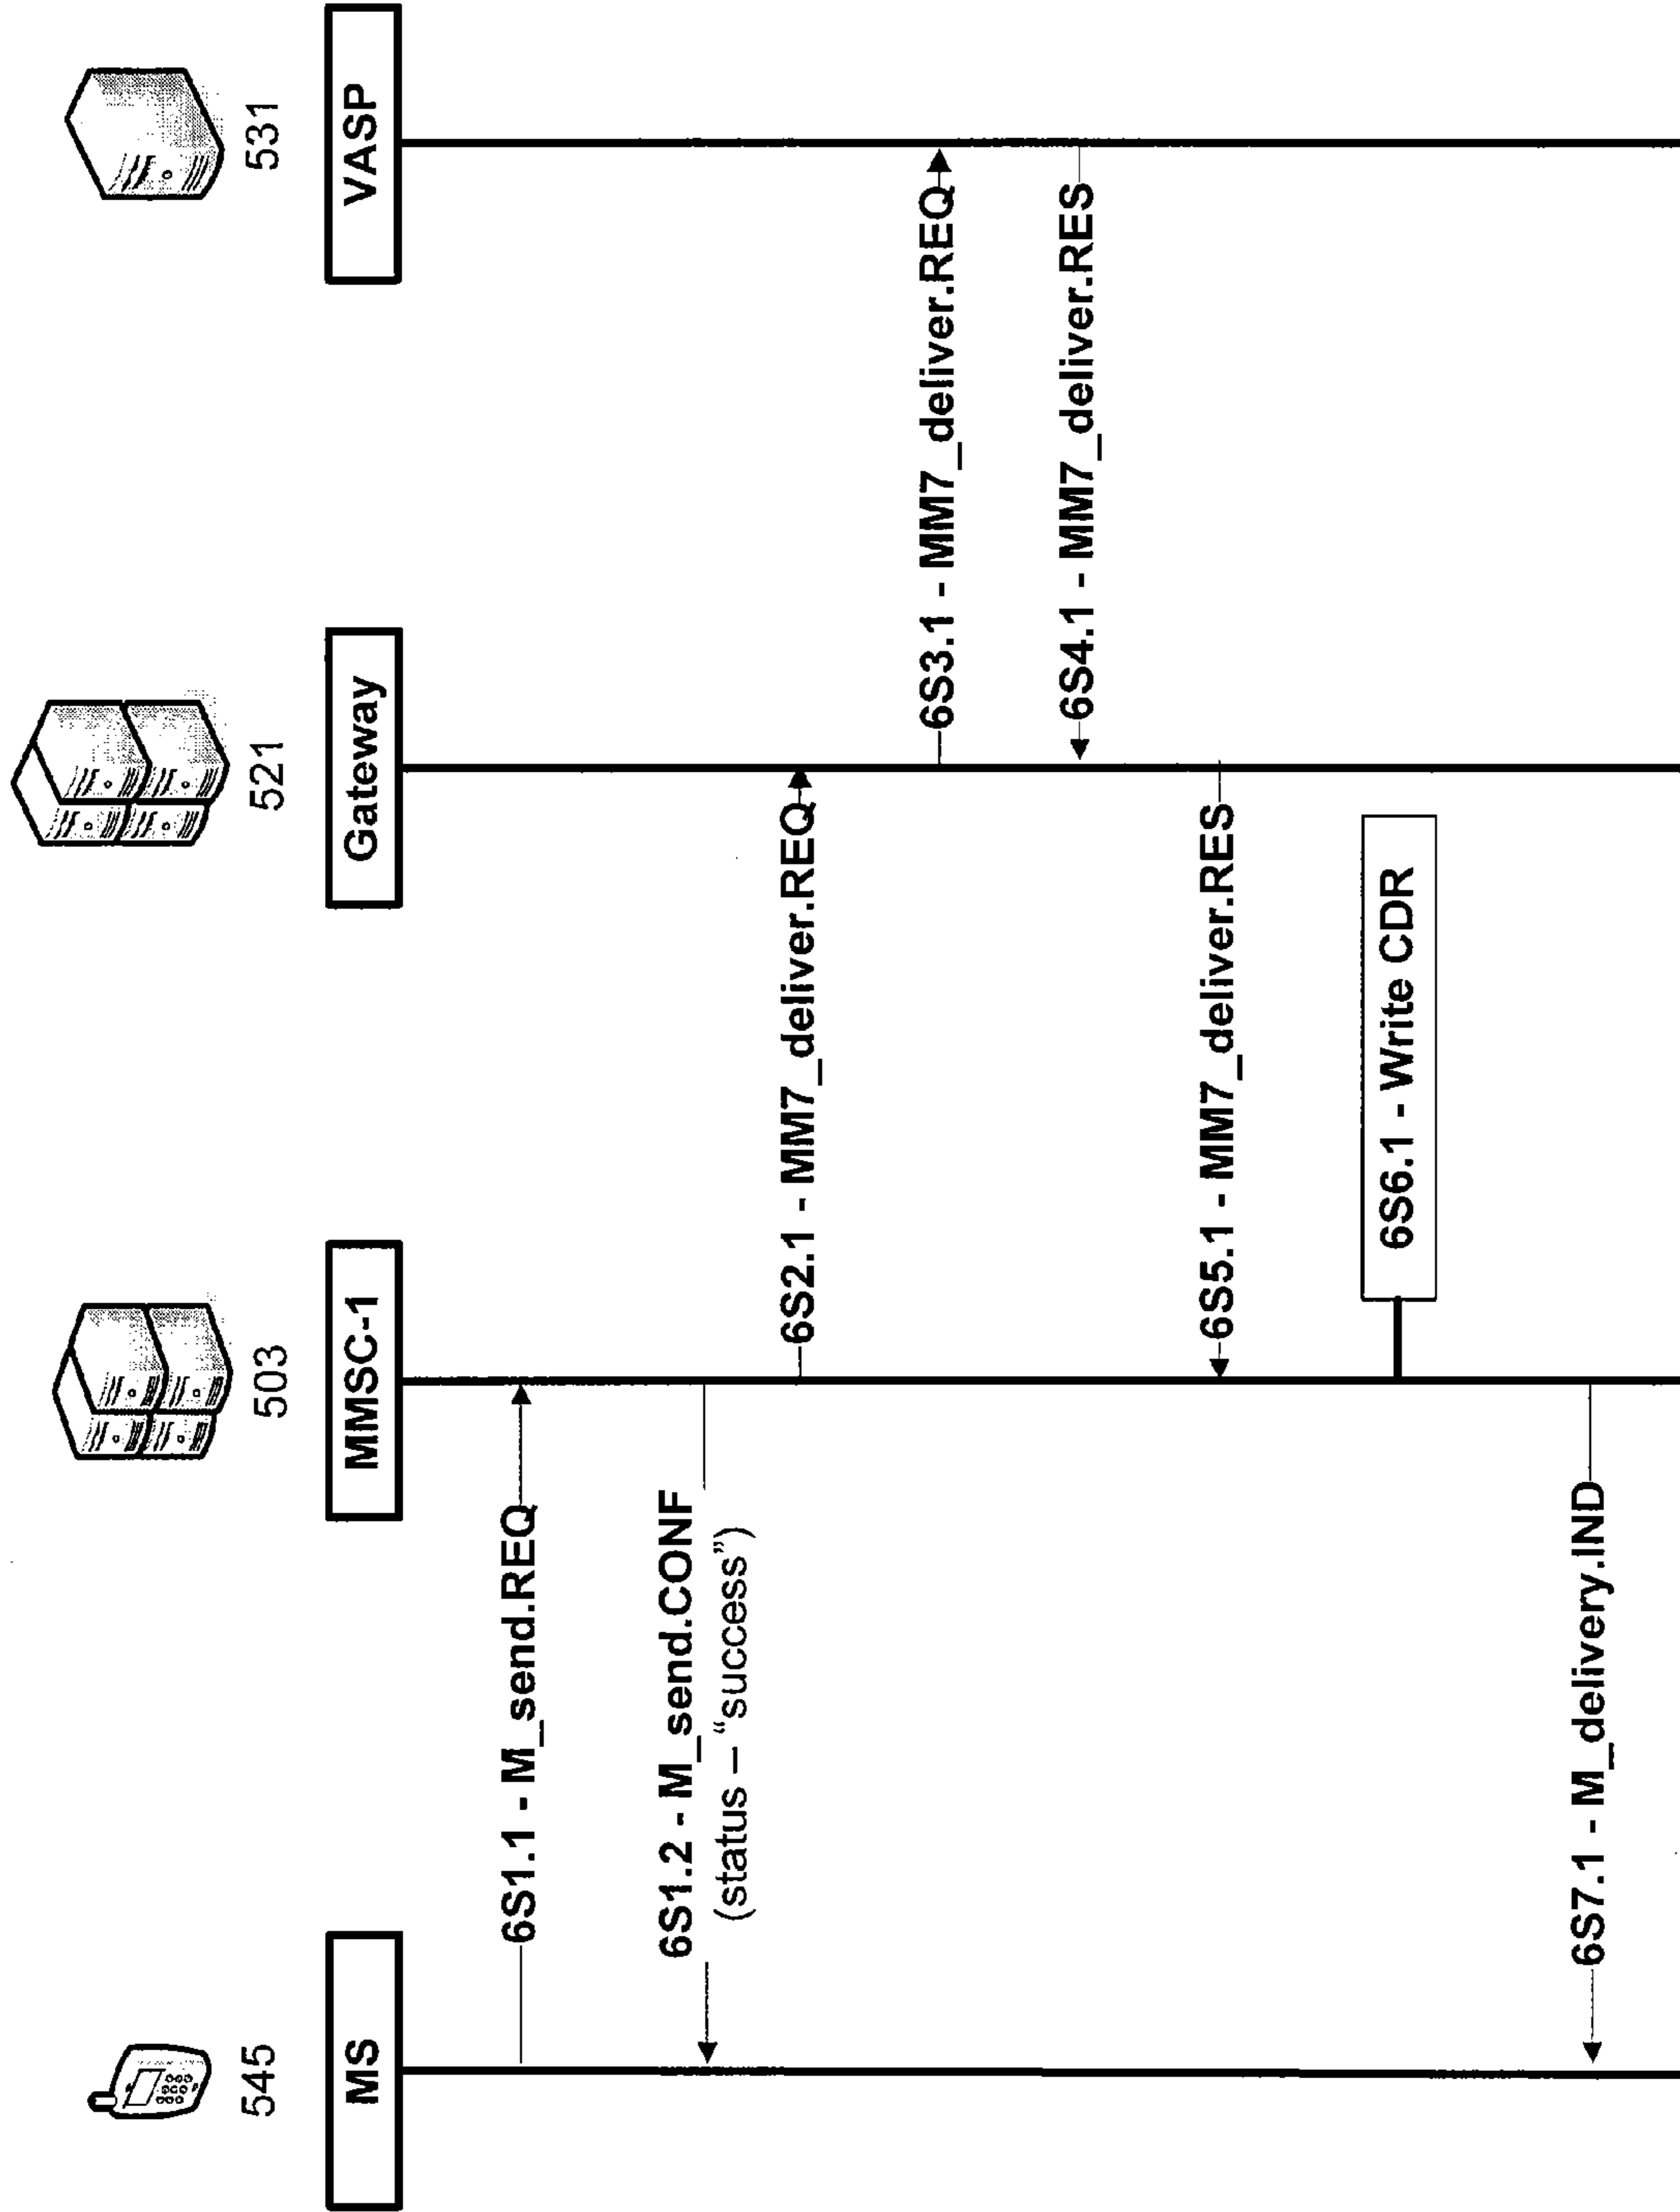 545
503
521
531
MS
MMSC-1
Gateway
VASP
6S1.1 - M_send.REQ
6S1.2 - M_send.CONF
(status – “success”)
6S2.1 - MM7_deliver.REQ
6S3.1 - MM7_deliver.REQ
6S4.1 - MM7_deliver.RES
6S5.1 - MM7_deliver.RES
6S6.1 - Write CDR
6S7.1 - M_delivery.IND